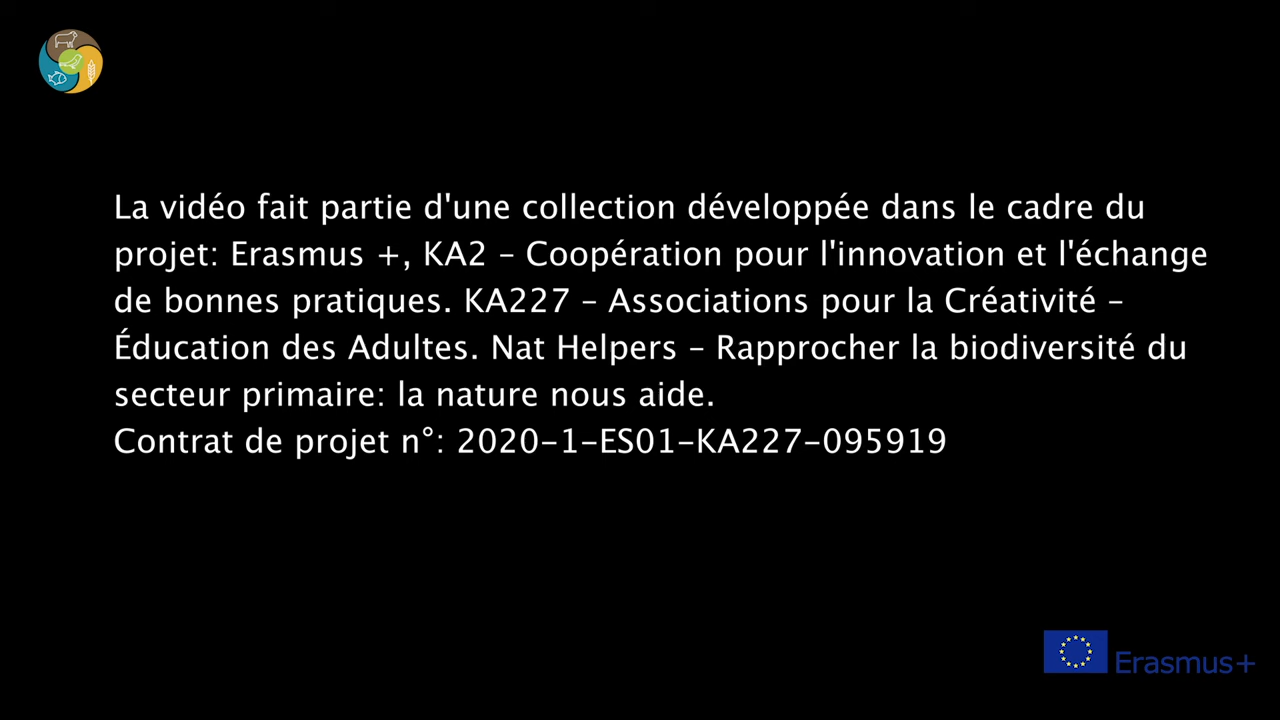 La vidéo fait partie d'une collection développée dans le cadre du
projet: Erasmus +, KA2 – Coopération pour l'innovation et l'échange
de bonnes pratiques. KA227 – Associations pour la Créativité –
Éducation des Adultes. Nat Helpers – Rapprocher la biodiversité du
secteur primaire: la nature nous aide.
Contrat de projet n°: 2020-1-ES01-KA227-095919
Erasmus+